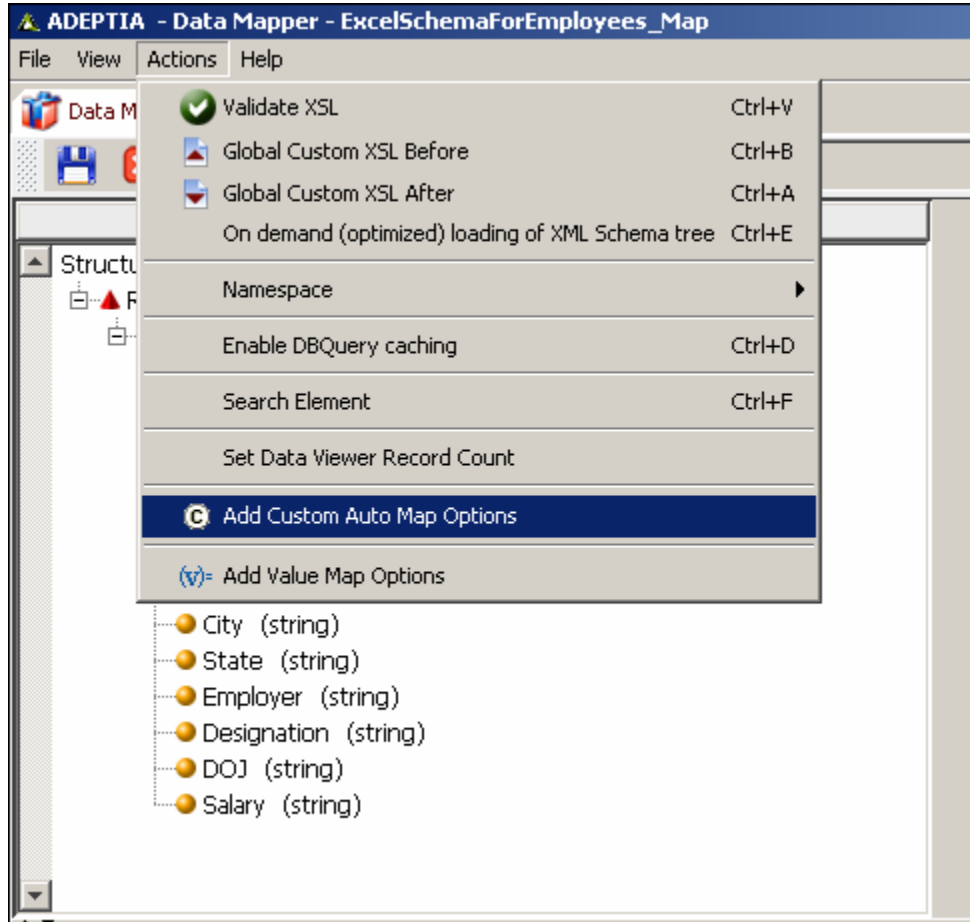 ADEPTIA - Data Mapper - ExcelSchemaForEmployees_Map
File View Actions Help
Data M
Validate XSL Ctrl+V
Global Custom XSL Before Ctrl+B
Global Custom XSL After Ctrl+A
On demand (optimized) loading of XML Schema tree Ctrl+E
Structu
R
Namespace
Enable DBQuery caching Ctrl+D
Search Element Ctrl+F
Set Data Viewer Record Count
C Add Custom Auto Map Options
(v)= Add Value Map Options
City (string)
State (string)
Employer (string)
Designation (string)
DOJ (string)
Salary (string)